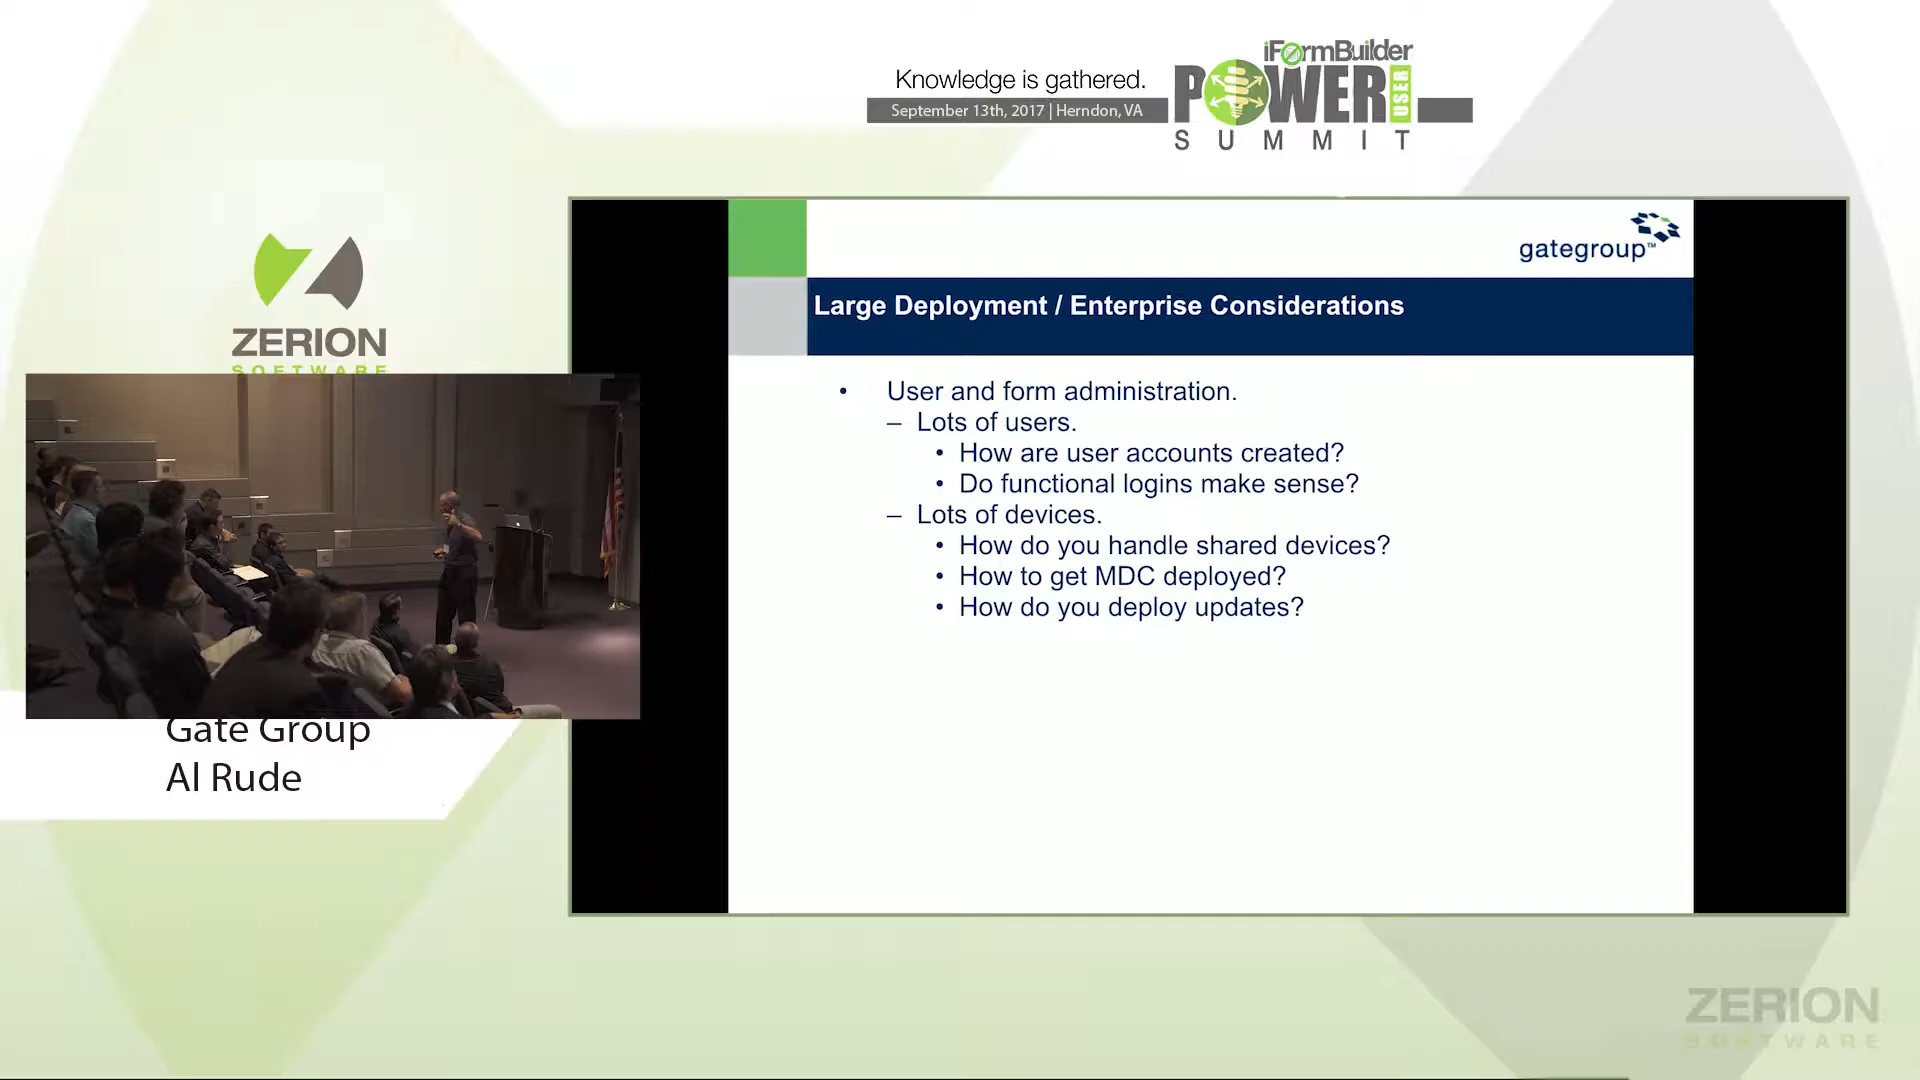 iFormBuilder
Knowledge is gathered.
POWER USER
September 13th, 2017 | Herndon, VA
SUMMIT
gategroup™
Large Deployment / Enterprise Considerations
ZERION
SOFTWARE
• User and form administration.
– Lots of users.
• How are user accounts created?
• Do functional logins make sense?
– Lots of devices.
• How do you handle shared devices?
• How to get MDC deployed?
• How do you deploy updates?
Gate Group
Al Rude
ZERION
SOFTWARE